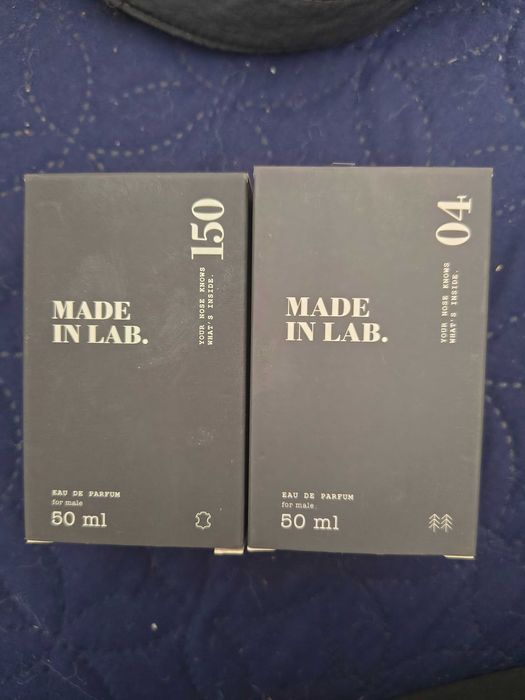 150
YOUR NOSE KNOWS
WHAT'S INSIDE.
MADE
IN LAB.
EAU DE PARFUM
for male
50 ml
04
YOUR NOSE KNOWS
WHAT'S INSIDE.
MADE
IN LAB.
EAU DE PARFUM
for male
50 ml